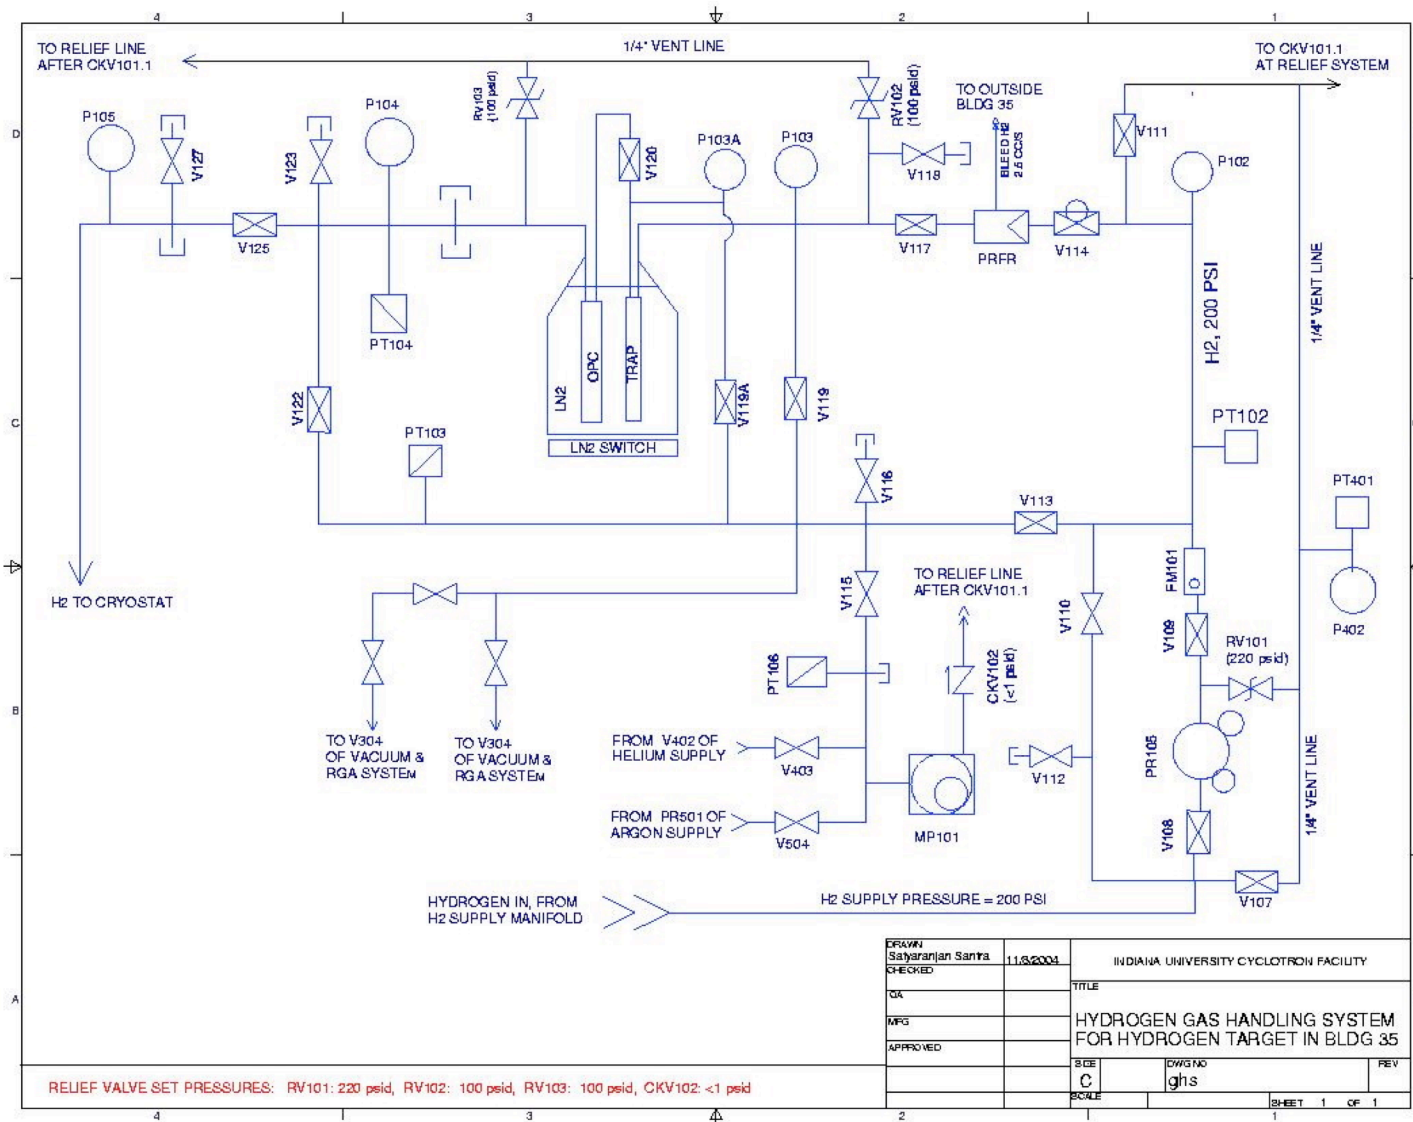 4
3
2
1
TO RELIEF LINE
AFTER CKV101.1
1/4" VENT LINE
TO CKV101.1
AT RELIEF SYSTEM
RV103
(100 psid)
RV102
(100 psid)
TO OUTSIDE
BLDG 35
P105
P104
P103A
P103
BLEED H2
2.5 CC/S
V111
D
V127
V123
V120
V118
P102
V125
V117
PRFR
V114
H2, 200 PSI
1/4" VENT LINE
PT104
LN2
OPC
TRAP
V122
V119A
V119
C
PT103
LN2 SWITCH
PT102
V116
V113
PT401
TO RELIEF LINE
AFTER CKV101.1
FM101
H2 TO CRYOSTAT
V115
V110
V109
P402
RV101
(220 psid)
PT106
CKV102
(<1 psid)
B
TO V304
OF VACUUM &
RGA SYSTEM
TO V304
OF VACUUM &
RGA SYSTEM
FROM V402 OF
HELIUM SUPPLY
V403
PR105
V112
1/4" VENT LINE
FROM PR501 OF
ARGON SUPPLY
V504
MP101
V108
HYDROGEN IN, FROM
H2 SUPPLY MANIFOLD
H2 SUPPLY PRESSURE = 200 PSI
V107
A
DRAWN
Satyaranjan Santra
11/8/2004
INDIANA UNIVERSITY CYCLOTRON FACILITY
CHECKED
TITLE
QA
MFG
HYDROGEN GAS HANDLING SYSTEM
FOR HYDROGEN TARGET IN BLDG 35
APPROVED
SIZE
DWG NO
REV
C
ghs
SCALE
SHEET 1 OF 1
RELIEF VALVE SET PRESSURES: RV101: 220 psid, RV102: 100 psid, RV103: 100 psid, CKV102: <1 psid
4
3
2
1